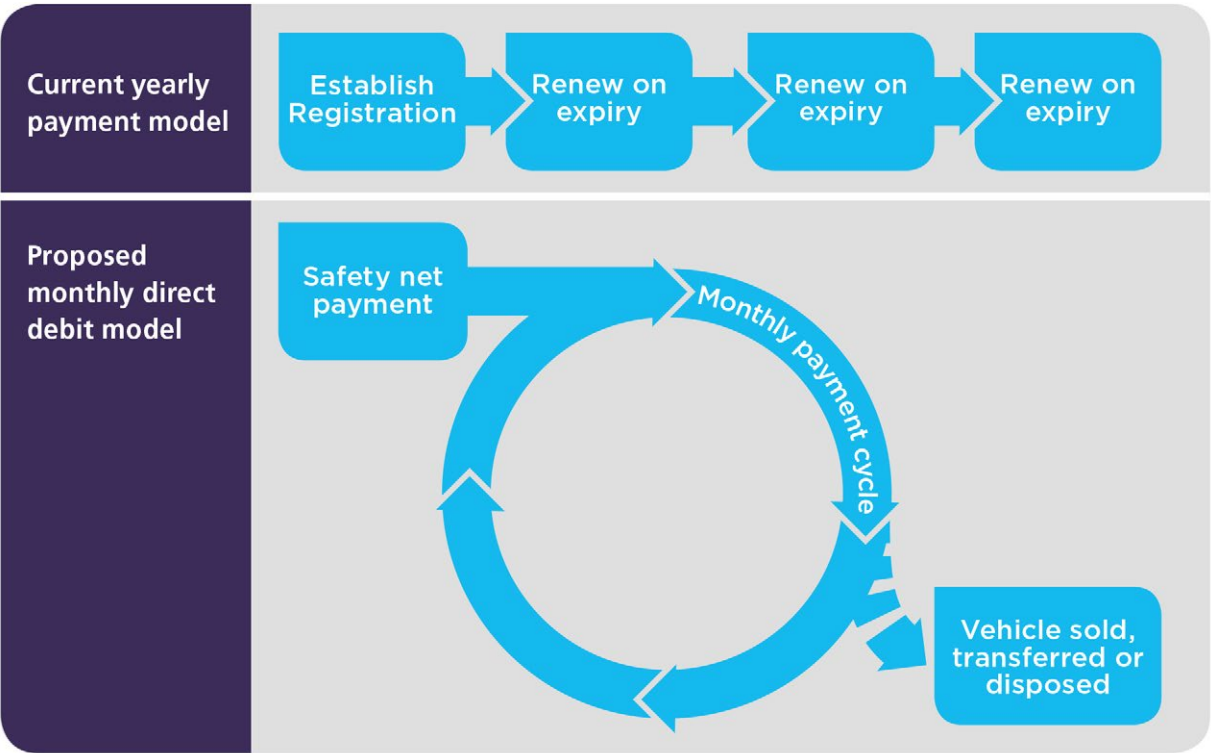 Current yearly
payment model
Establish
Registration
Renew on
expiry
Renew on
expiry
Renew on
expiry
Proposed
monthly direct
debit model
Safety net
payment
Monthly payment cycle
Vehicle sold,
transferred or
disposed